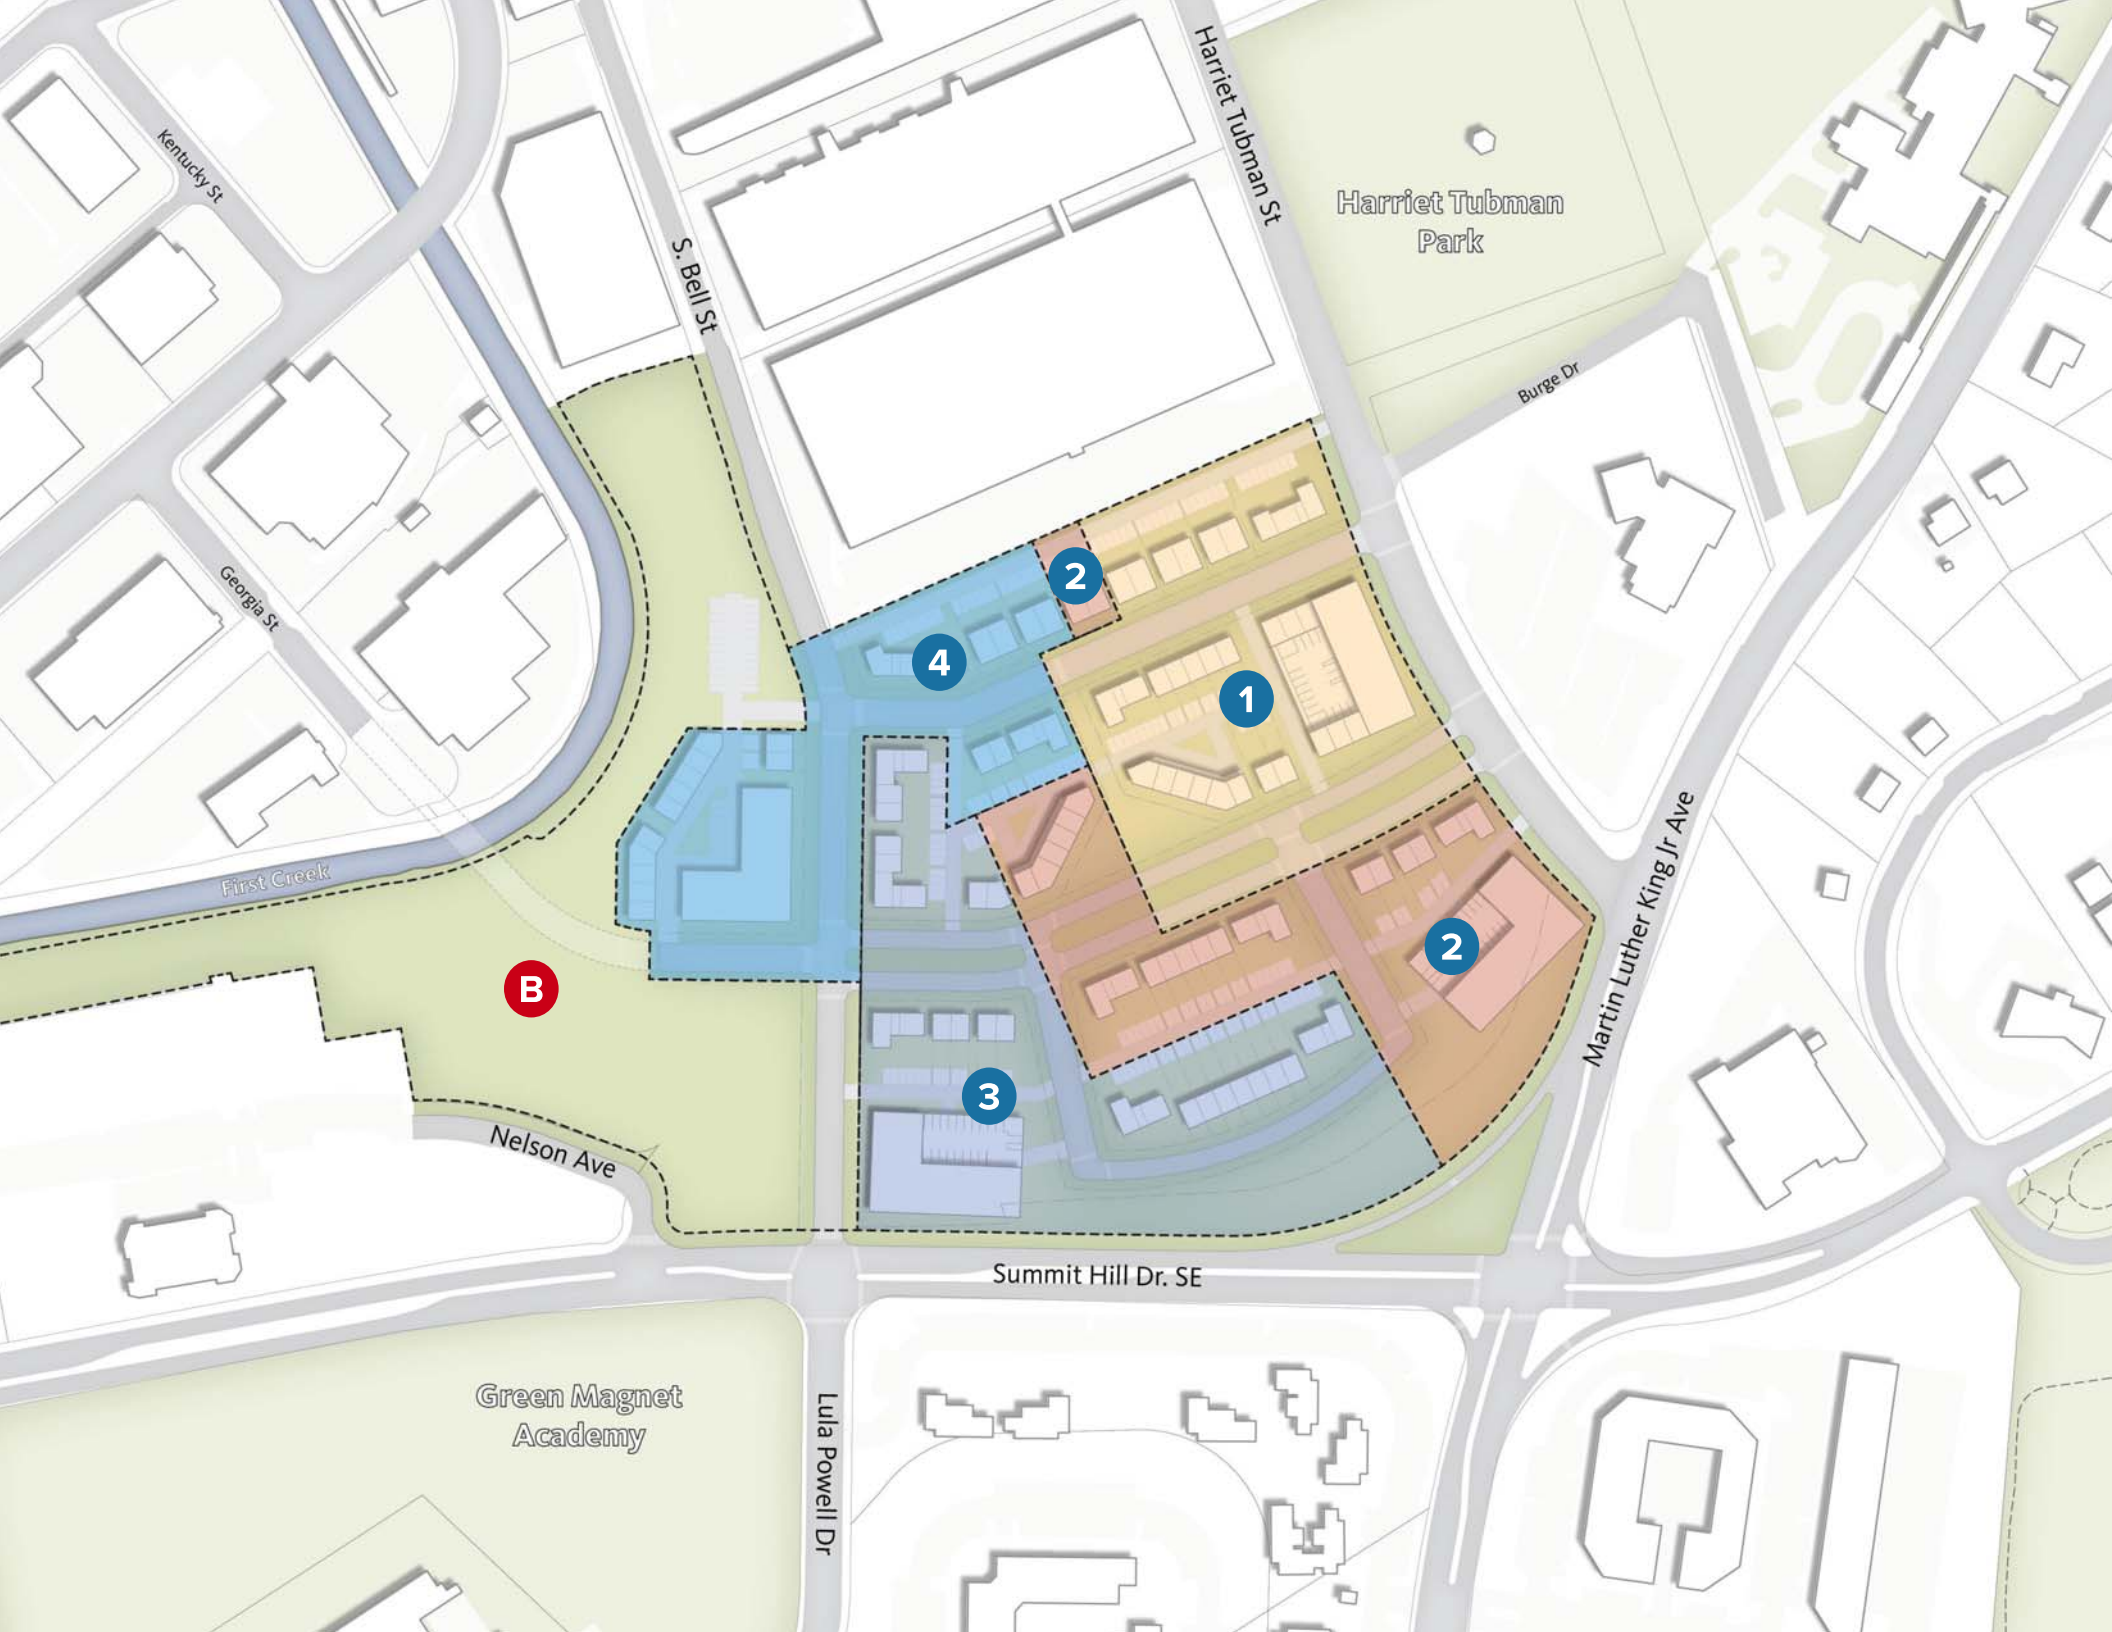 Harriet Tubman St
Kentucky St
Harriet Tubman
Park
S. Bell St
Burge Dr
2
Georgia St
4
1
First Creek
Martin Luther King Jr Ave
2
B
3
Nelson Ave
Summit Hill Dr. SE
Green Magnet
Academy
Lula Powell Dr